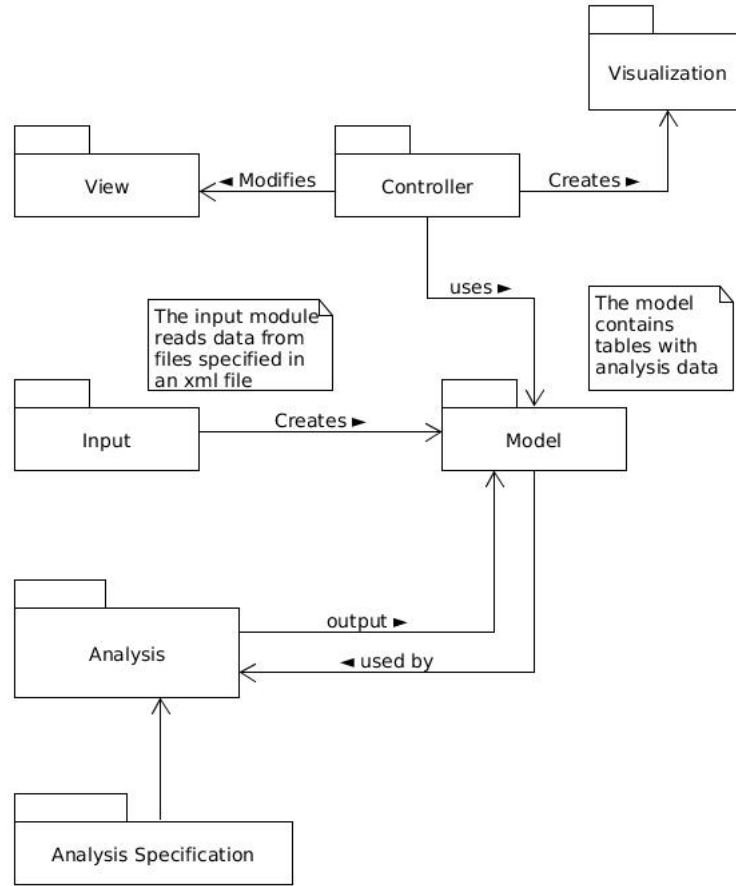 Visualization
View
◄ Modifies
Controller
Creates ►
uses ►
The input module
reads data from
files specified in
an xml file
The model
contains
tables with
analysis data
Input
Creates ►
Model
Analysis
output ►
◄ used by
Analysis Specification